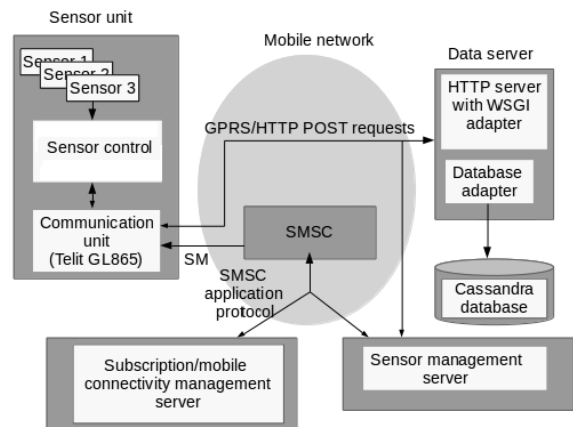 Sensor unit
Sensor 1
Sensor 2
Sensor 3
Sensor control
Communication
unit
(Telit GL865)
Mobile network
GPRS/HTTP POST requests
SMSC
SM
SMSC
application
protocol
Data server
HTTP server
with WSGI
adapter
Database
adapter
Cassandra
database
Subscription/mobile
connectivity management
server
Sensor management
server